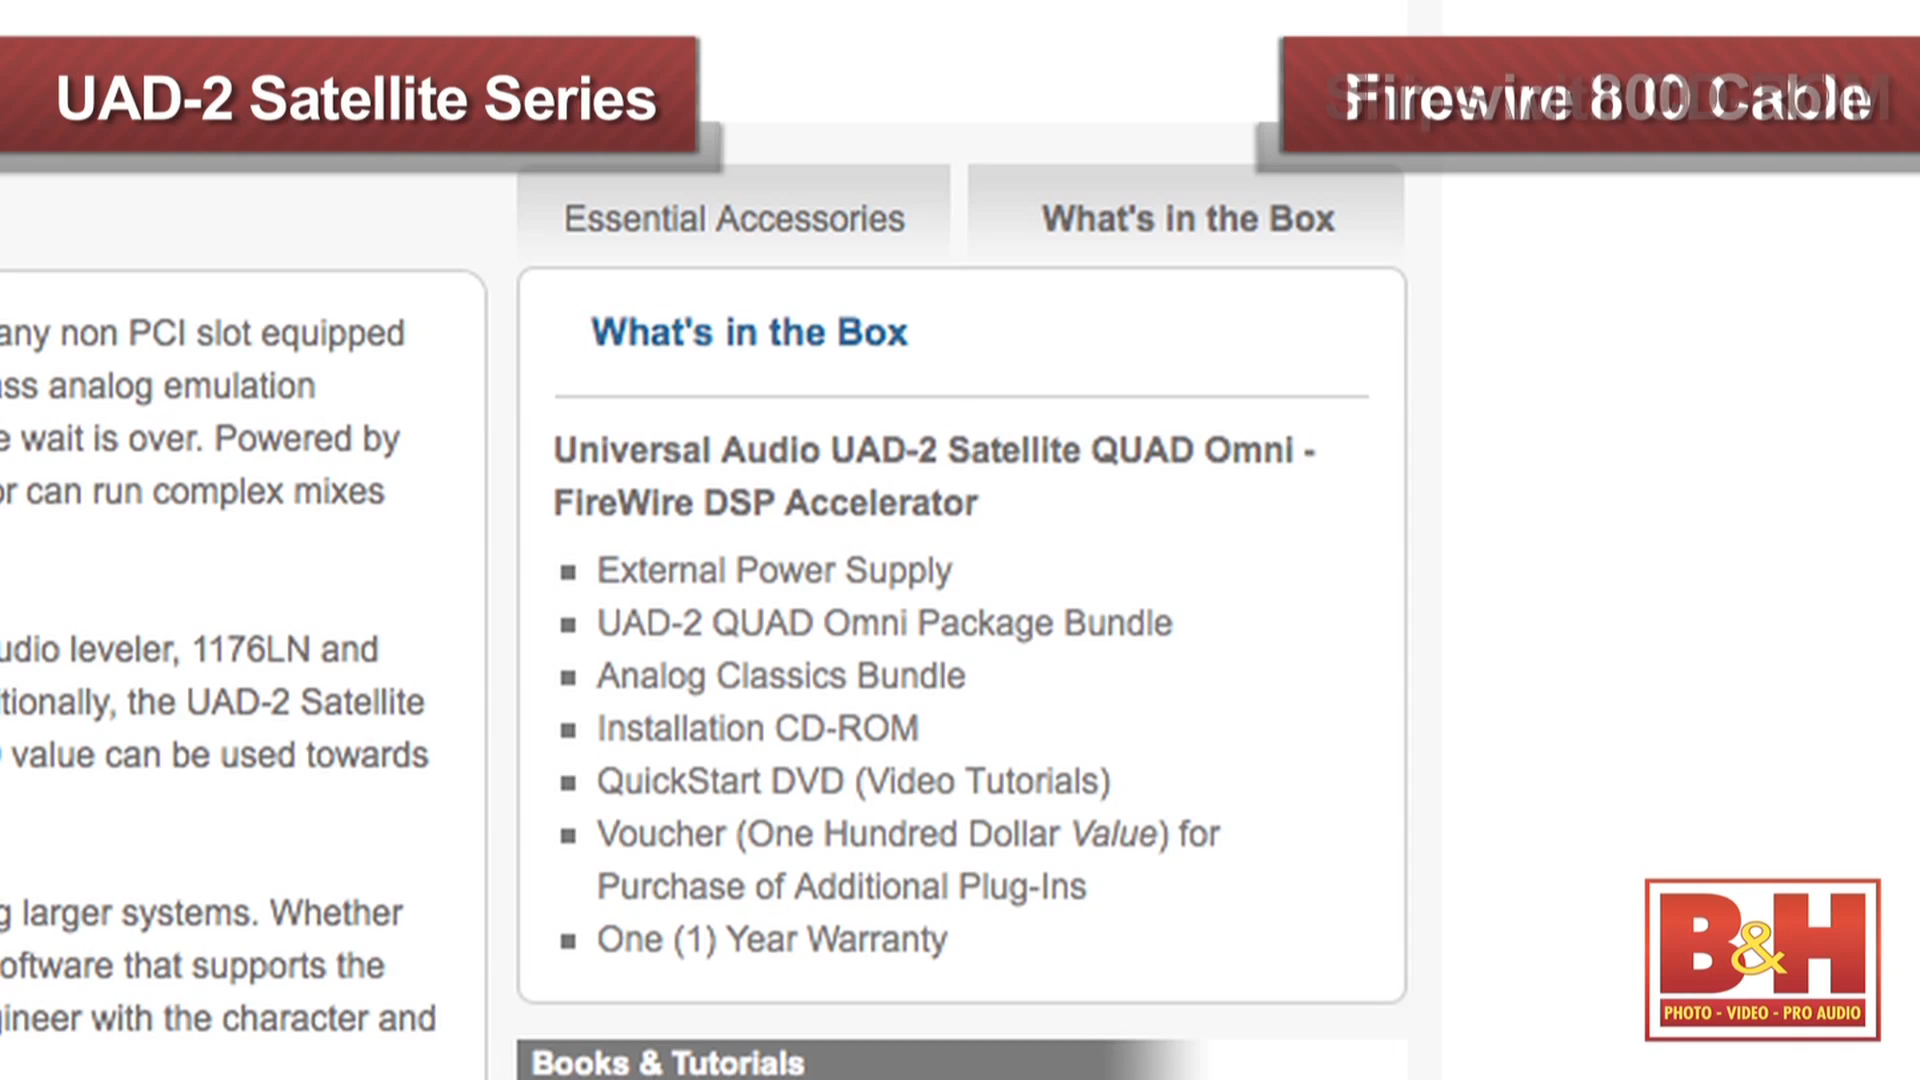 UAD-2 Satellite Series
Firewire 800 Cable
Essential Accessories
What's in the Box
any non PCI slot equipped
analog emulation
wait is over. Powered by
or can run complex mixes
leveler, 1176LN and
the UAD-2 Satellite
value can be used towards
larger systems. Whether
that supports the
with the character and
What's in the Box
Universal Audio UAD-2 Satellite QUAD Omni -
FireWire DSP Accelerator
External Power Supply
UAD-2 QUAD Omni Package Bundle
Analog Classics Bundle
Installation CD-ROM
QuickStart DVD (Video Tutorials)
Voucher (One Hundred Dollar Value) for
Purchase of Additional Plug-Ins
One (1) Year Warranty
Books & Tutorials
B&H
PHOTO - VIDEO - PRO AUDIO